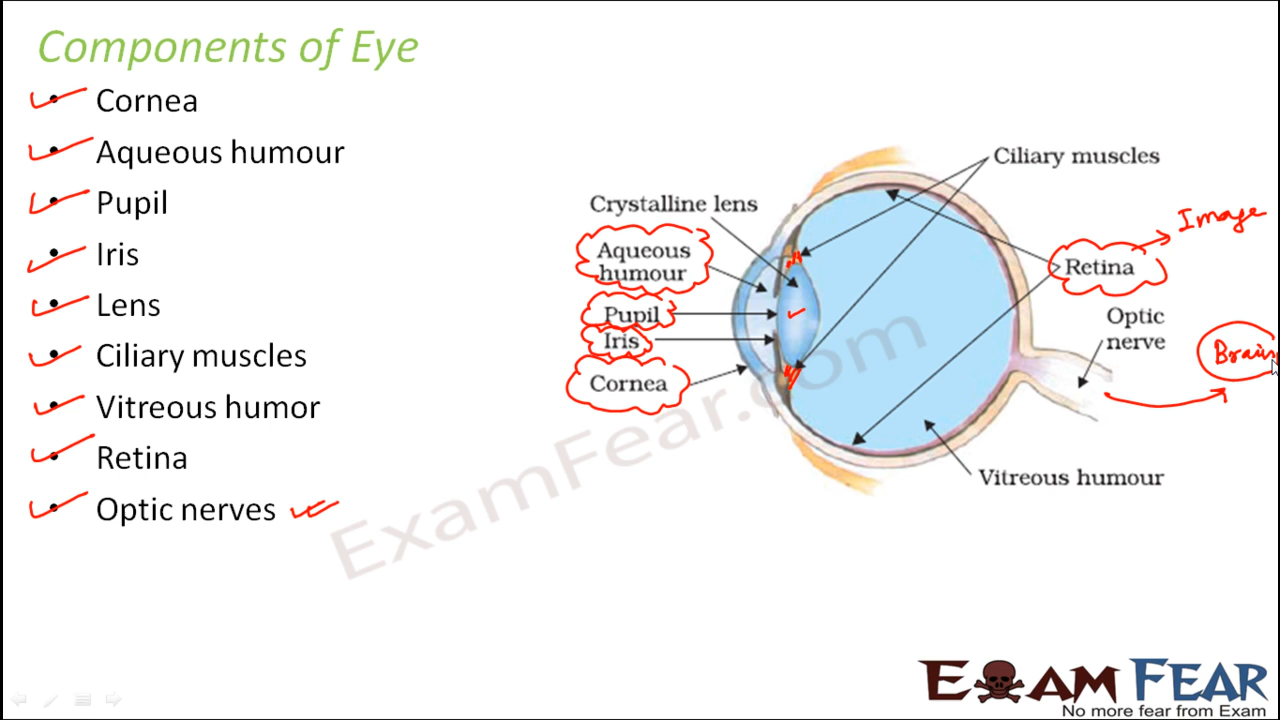 Components of Eye
• Cornea
• Aqueous humour
• Pupil
• Iris
• Lens
• Ciliary muscles
• Vitreous humor
• Retina
• Optic nerves
Ciliary muscles
Crystalline lens
Aqueous
humour
Pupil
Iris
Cornea
Image
Retina
Optic
nerve
Brain
Vitreous humour
ExamFear.com
EXAM FEAR
No more fear from Exam